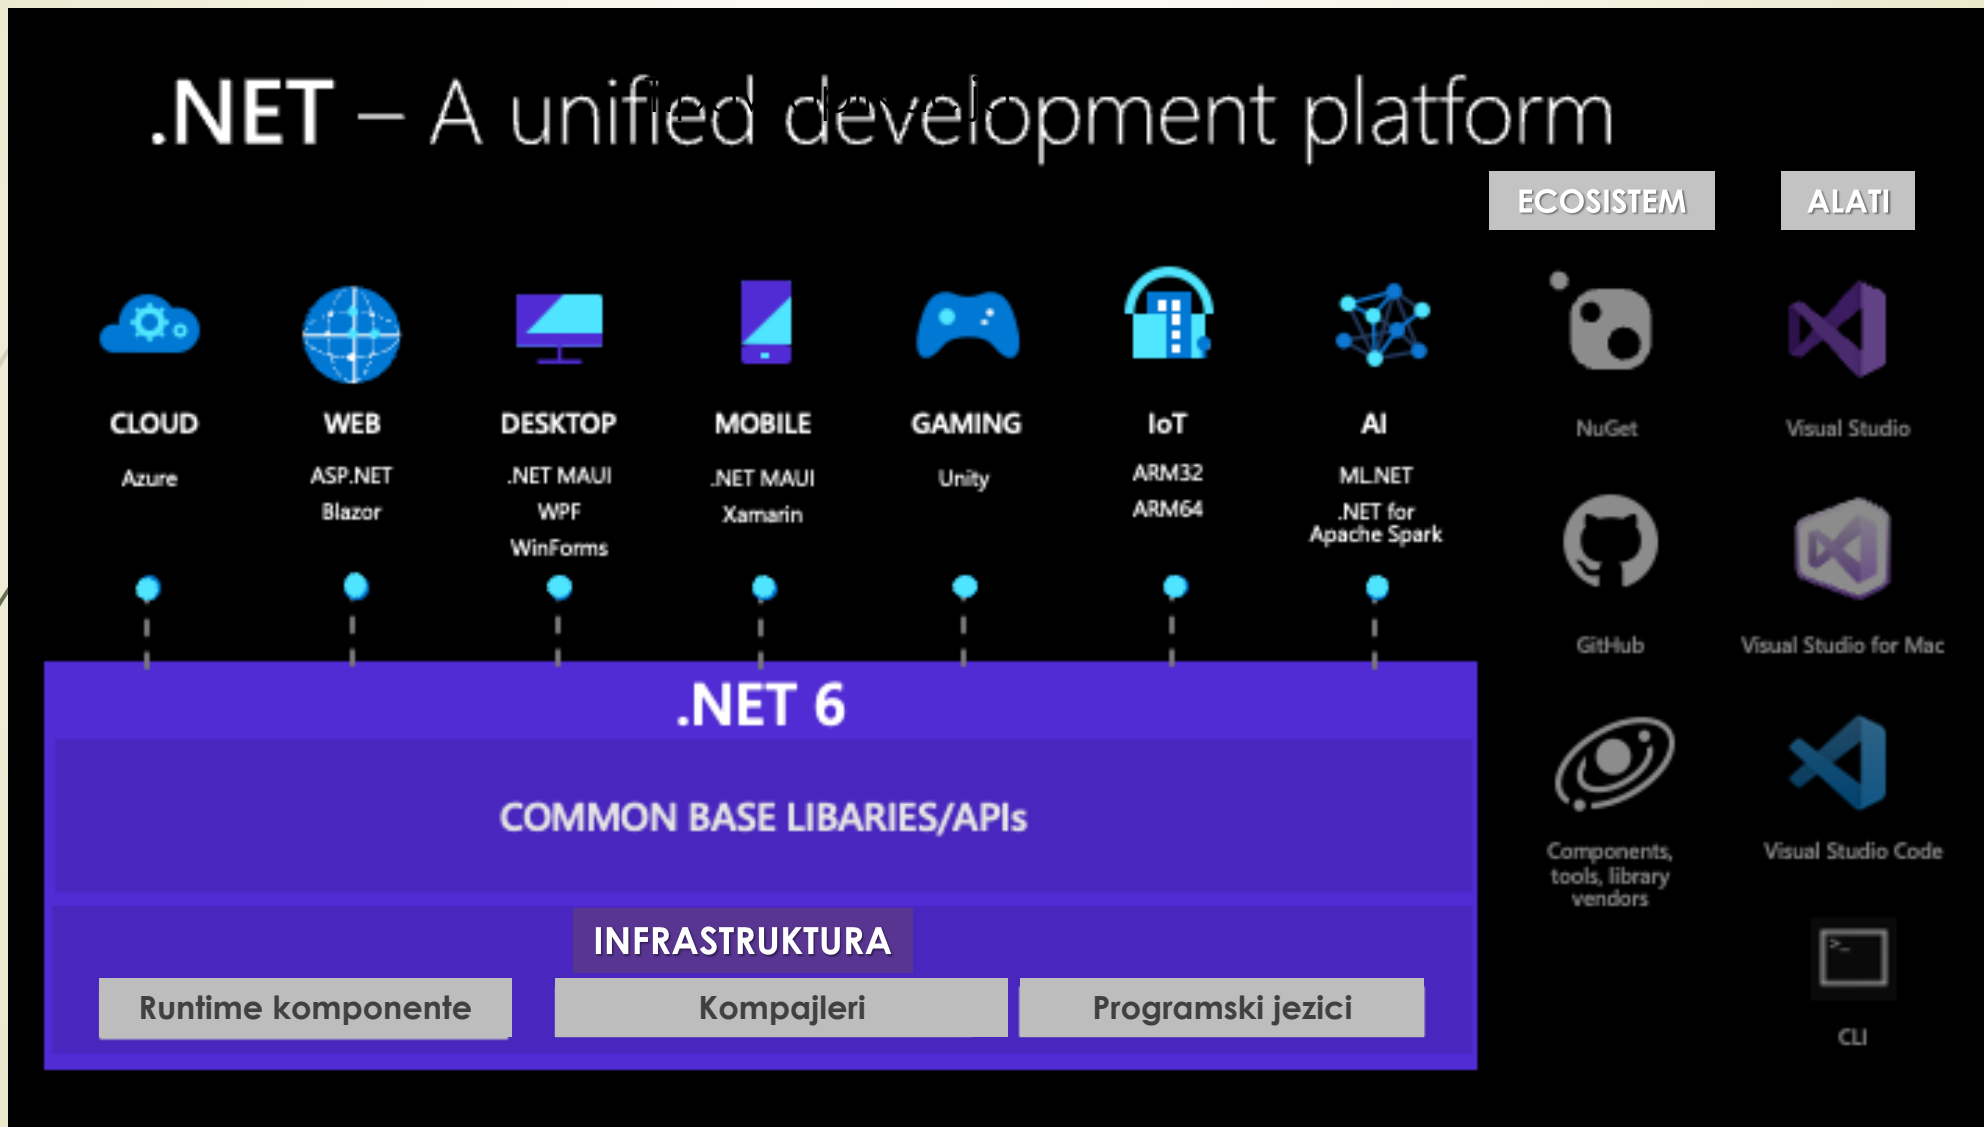 .NET – A unified development platform
ECOSISTEM
ALATI
CLOUD
Azure
WEB
ASP.NET
Blazor
DESKTOP
.NET MAUI
WPF
WinForms
MOBILE
.NET MAUI
Xamarin
GAMING
Unity
IoT
ARM32
ARM64
AI
ML.NET
.NET for
Apache Spark
NuGet
GitHub
Components,
tools, library
vendors
Visual Studio
Visual Studio for Mac
Visual Studio Code
>_
CLI
.NET 6
COMMON BASE LIBARIES/APIs
INFRASTRUKTURA
Runtime komponente
Kompajleri
Programski jezici